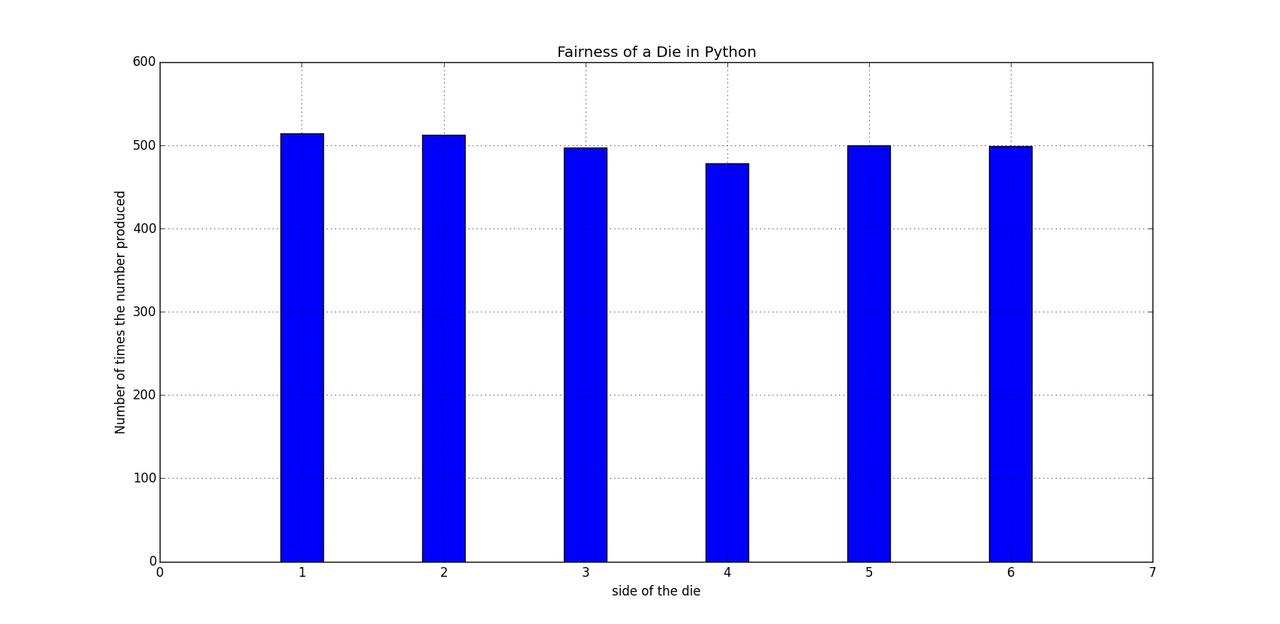 Fairness of a Die in Python
600
500
400
300
200
100
0
Number of times the number produced
0 1 2 3 4 5 6 7
side of the die